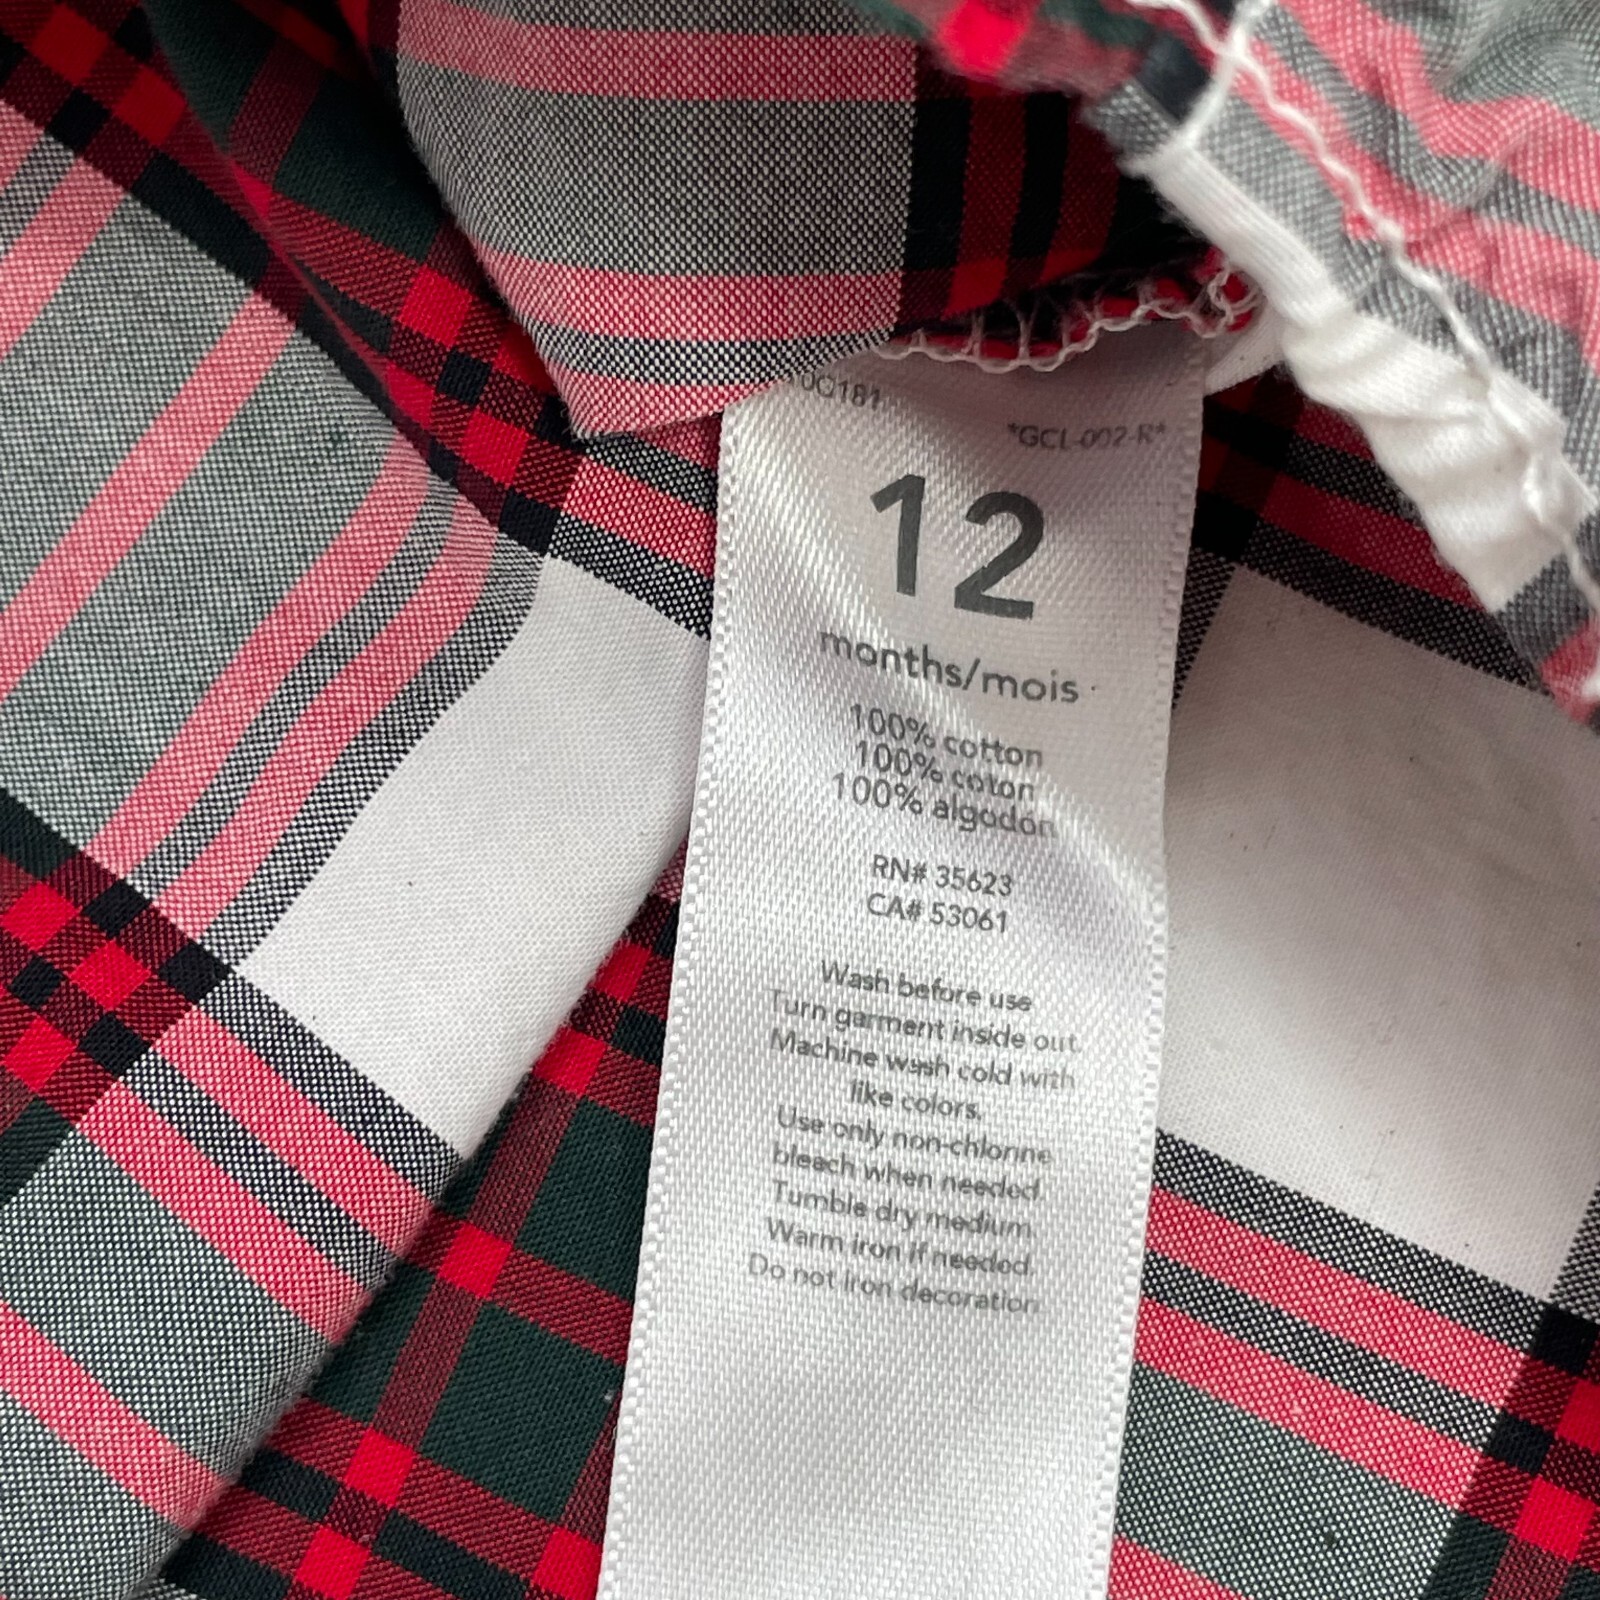 *GCL-002-R*
12
months/mois
100% cotton
100% coton
100% algodón
RN# 35623
CA# 53061
Wash before use
Turn garment inside out.
Machine wash cold with
like colors.
Use only non-chlorine
bleach when needed.
Tumble dry medium.
Warm iron if needed.
Do not iron decoration